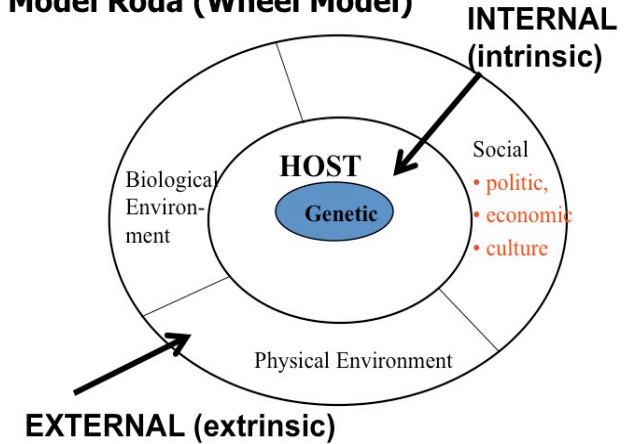 Model Roda (Wheel Model)
INTERNAL
(intrinsic)
HOST
Genetic
Biological
Environ-
ment
Social
• politic,
• economic
• culture
Physical Environment
EXTERNAL (extrinsic)